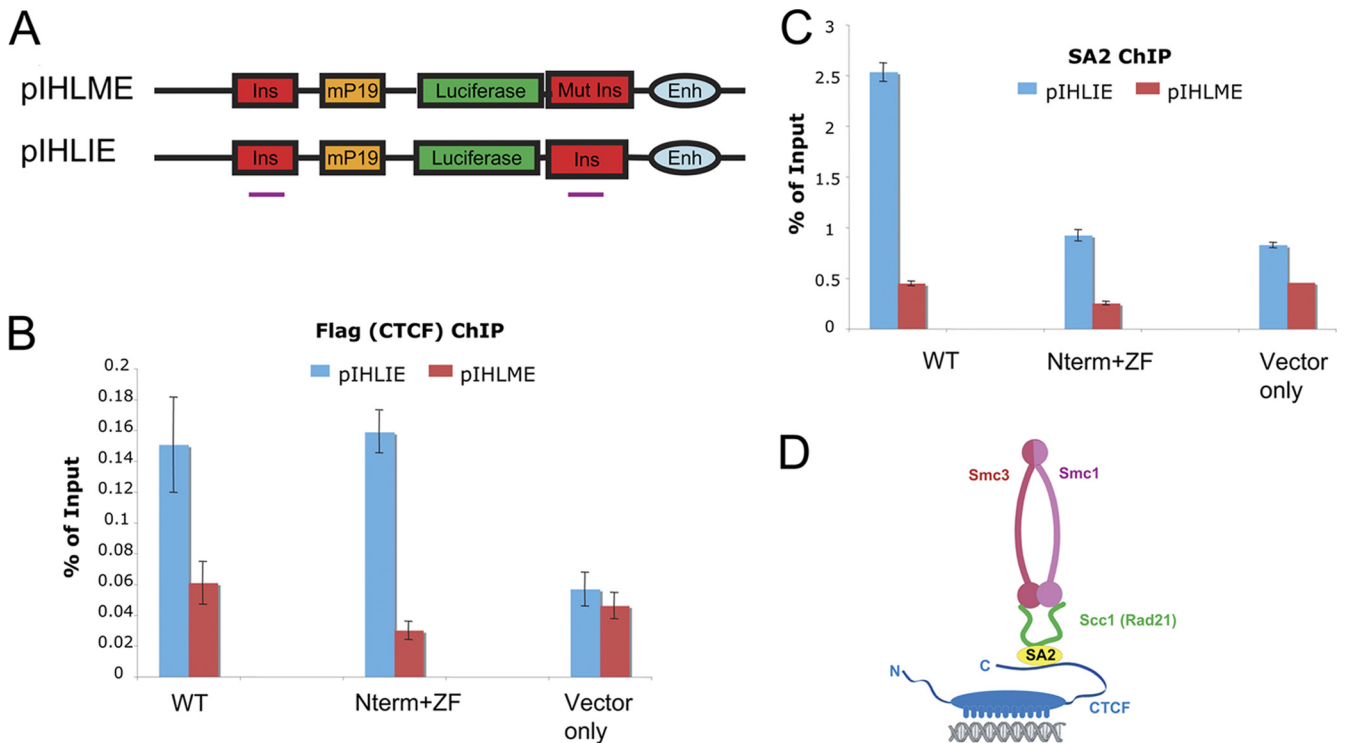 A
pIHLME
Ins
mP19
Luciferase
Mut Ins
Enh
pIHLIE
Ins
mP19
Luciferase
Ins
Enh
B
Flag (CTCF) ChIP
pIHLIE
pIHLME
% of Input
0.2
0.18
0.16
0.14
0.12
0.1
0.08
0.06
0.04
0.02
0
WT
Nterm+ZF
Vector
only
C
SA2 ChIP
pIHLIE
pIHLME
% of Input
3
2.5
2
1.5
1
0.5
0
WT
Nterm+ZF
Vector
only
D
Smc3
Smc1
Scc1 (Rad21)
SA2
N
C
CTCF